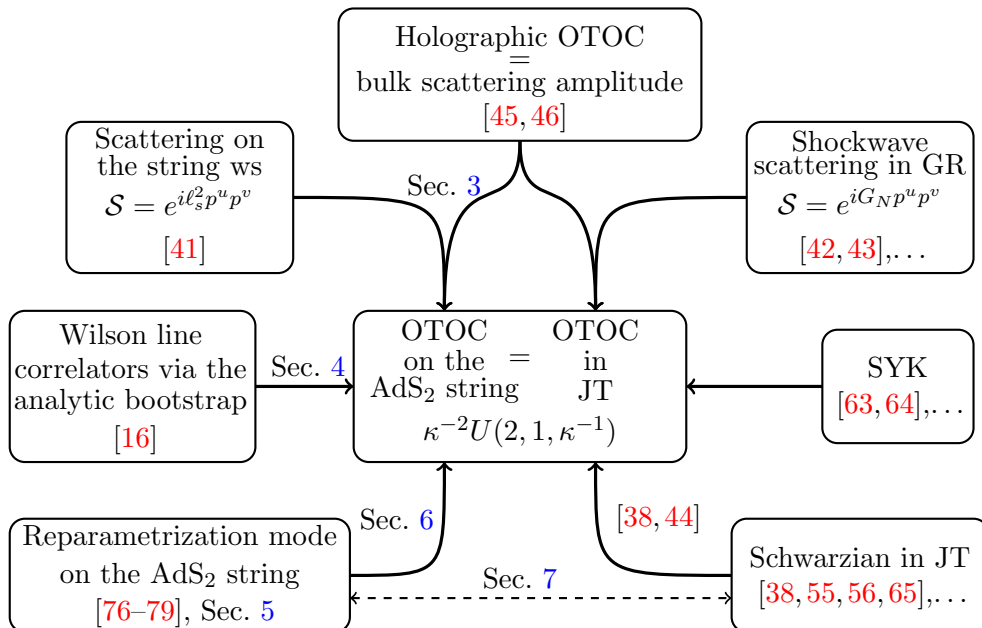 Holographic OTOC
=
bulk scattering amplitude
[45, 46]
Scattering on
the string ws
𝒮 = e^{iℓ_s^2 p^u p^v}
[41]
Sec. 3
Shockwave
scattering in GR
𝒮 = e^{iG_N p^u p^v}
[42, 43],...
Wilson line
correlators via the
analytic bootstrap
[16]
Sec. 4
OTOC
on the
AdS₂ string
=
OTOC
in
JT
κ⁻²U(2, 1, κ⁻¹)
SYK
[63, 64],...
Sec. 6
[38, 44]
Reparametrization mode
on the AdS₂ string
[76–79], Sec. 5
Sec. 7
Schwarzian in JT
[38, 55, 56, 65],...